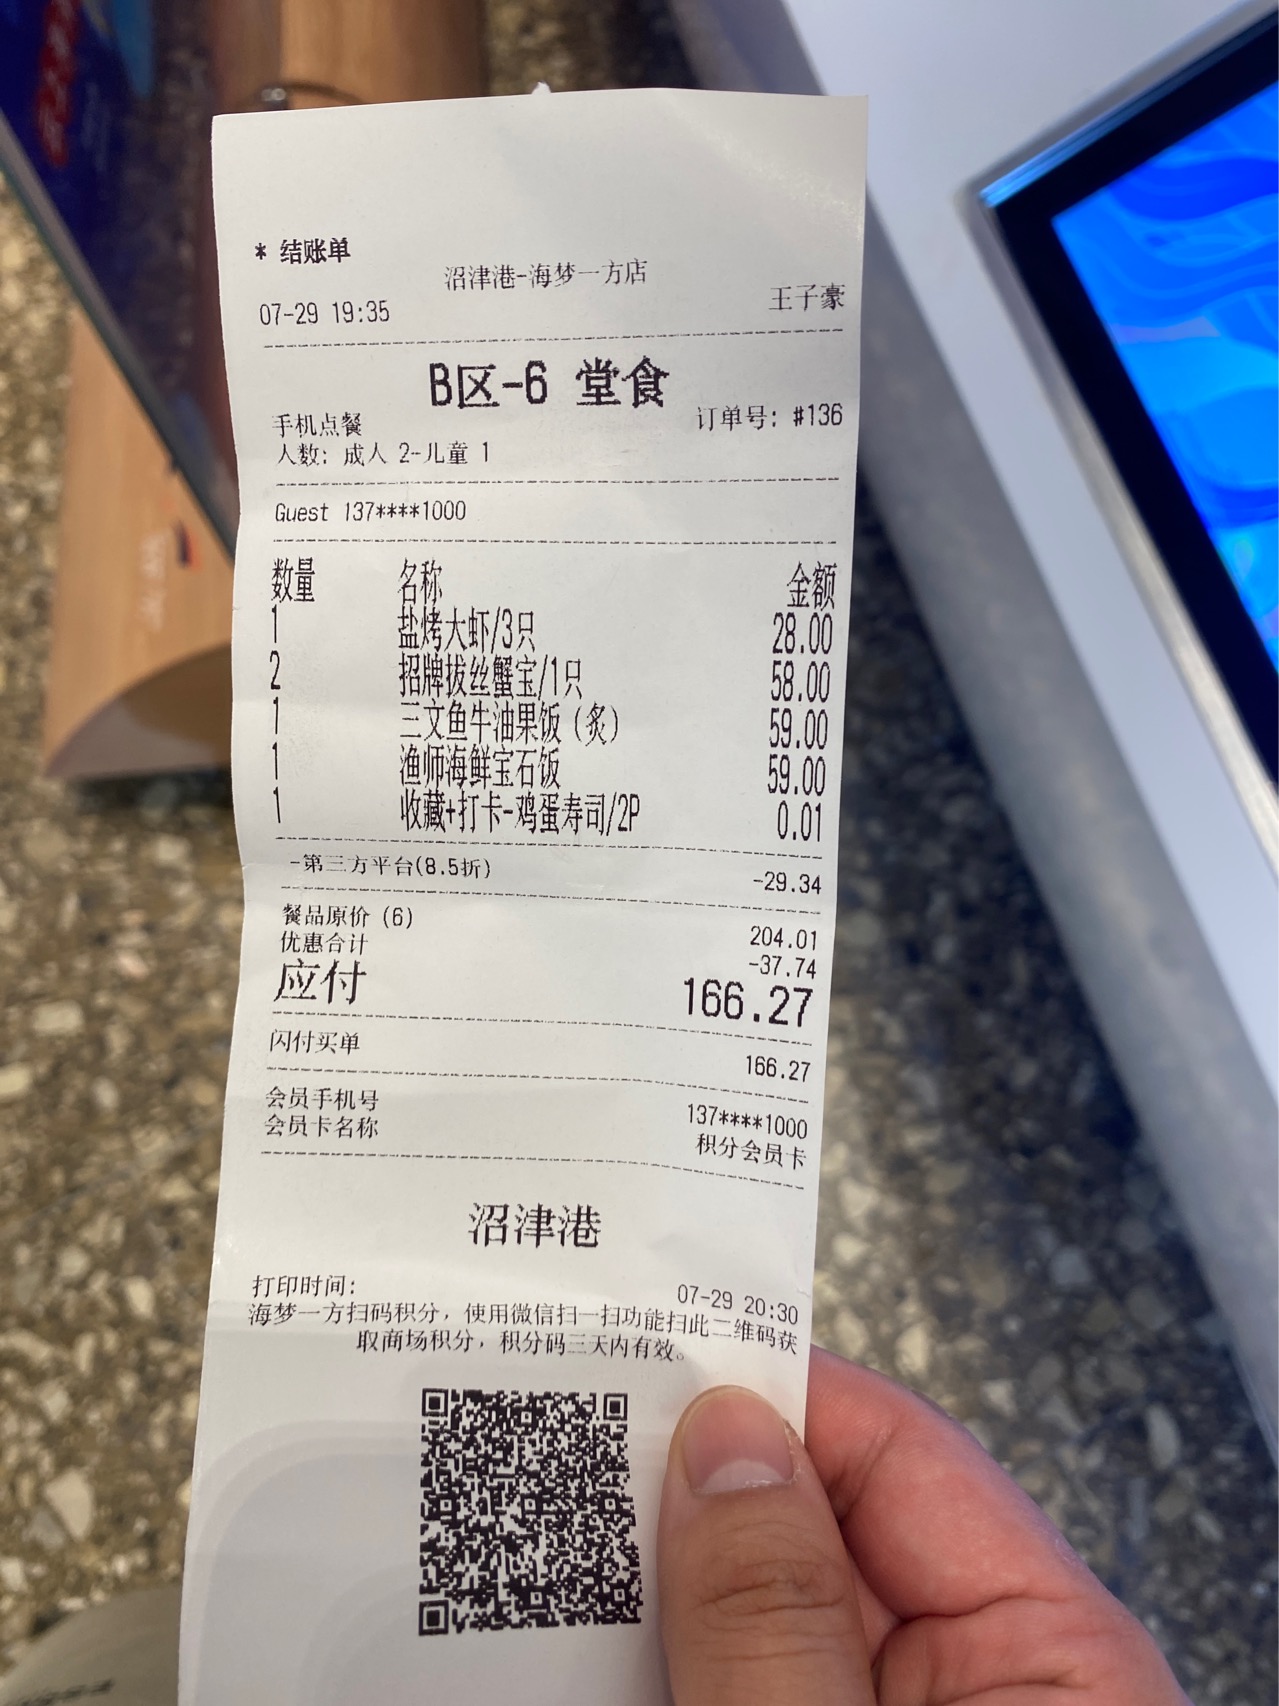 * 结账单
沼津港-海梦一方店
07-29 19:35 王子豪
B区-6 堂食
手机点餐 订单号: #136
人数: 成人 2-儿童 1
Guest 137****1000
数量 名称 金额
1 盐烤大虾/3只 28.00
2 招牌拔丝蟹宝/1只 58.00
1 三文鱼牛油果饭（炙） 59.00
1 渔师海鲜宝石饭 59.00
1 收藏+打卡-鸡蛋寿司/2P 0.01
-第三方平台(8.5折) -29.34
餐品原价 (6) 204.01
优惠合计 -37.74
应付 166.27
闪付买单 166.27
会员手机号 137****1000
会员卡名称 积分会员卡
沼津港
打印时间: 07-29 20:30
海梦一方扫码积分，使用微信扫一扫功能扫此二维码获
取商场积分，积分码三天内有效。